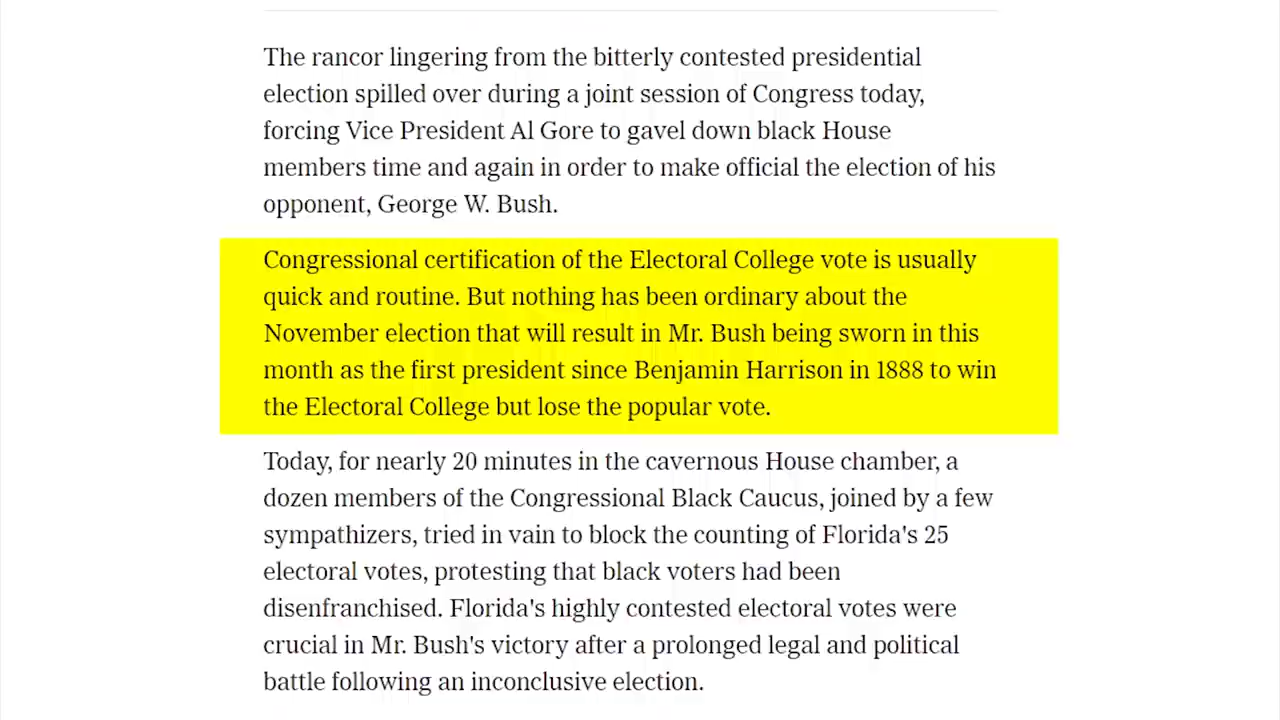 The rancor lingering from the bitterly contested presidential
election spilled over during a joint session of Congress today,
forcing Vice President Al Gore to gavel down black House
members time and again in order to make official the election of his
opponent, George W. Bush.
Congressional certification of the Electoral College vote is usually
quick and routine. But nothing has been ordinary about the
November election that will result in Mr. Bush being sworn in this
month as the first president since Benjamin Harrison in 1888 to win
the Electoral College but lose the popular vote.
Today, for nearly 20 minutes in the cavernous House chamber, a
dozen members of the Congressional Black Caucus, joined by a few
sympathizers, tried in vain to block the counting of Florida's 25
electoral votes, protesting that black voters had been
disenfranchised. Florida's highly contested electoral votes were
crucial in Mr. Bush's victory after a prolonged legal and political
battle following an inconclusive election.